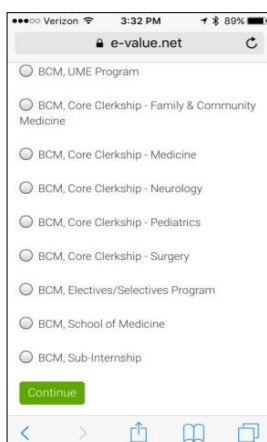 Verizon 3:32 PM 89%
e-value.net
BCM, UME Program
BCM, Core Clerkship - Family & Community
Medicine
BCM, Core Clerkship - Medicine
BCM, Core Clerkship - Neurology
BCM, Core Clerkship - Pediatrics
BCM, Core Clerkship - Surgery
BCM, Electives/Selectives Program
BCM, School of Medicine
BCM, Sub-Internship
Continue